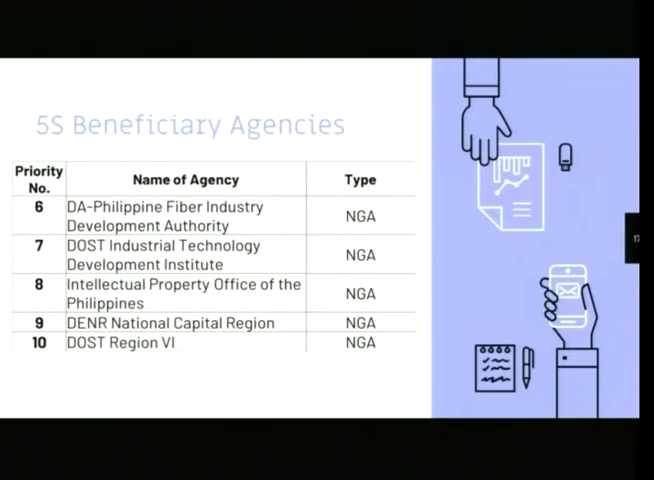 5S Beneficiary Agencies
Priority No. Name of Agency Type
6 DA-Philippine Fiber Industry Development Authority NGA
7 DOST Industrial Technology Development Institute NGA
8 Intellectual Property Office of the Philippines NGA
9 DENR National Capital Region NGA
10 DOST Region VI NGA